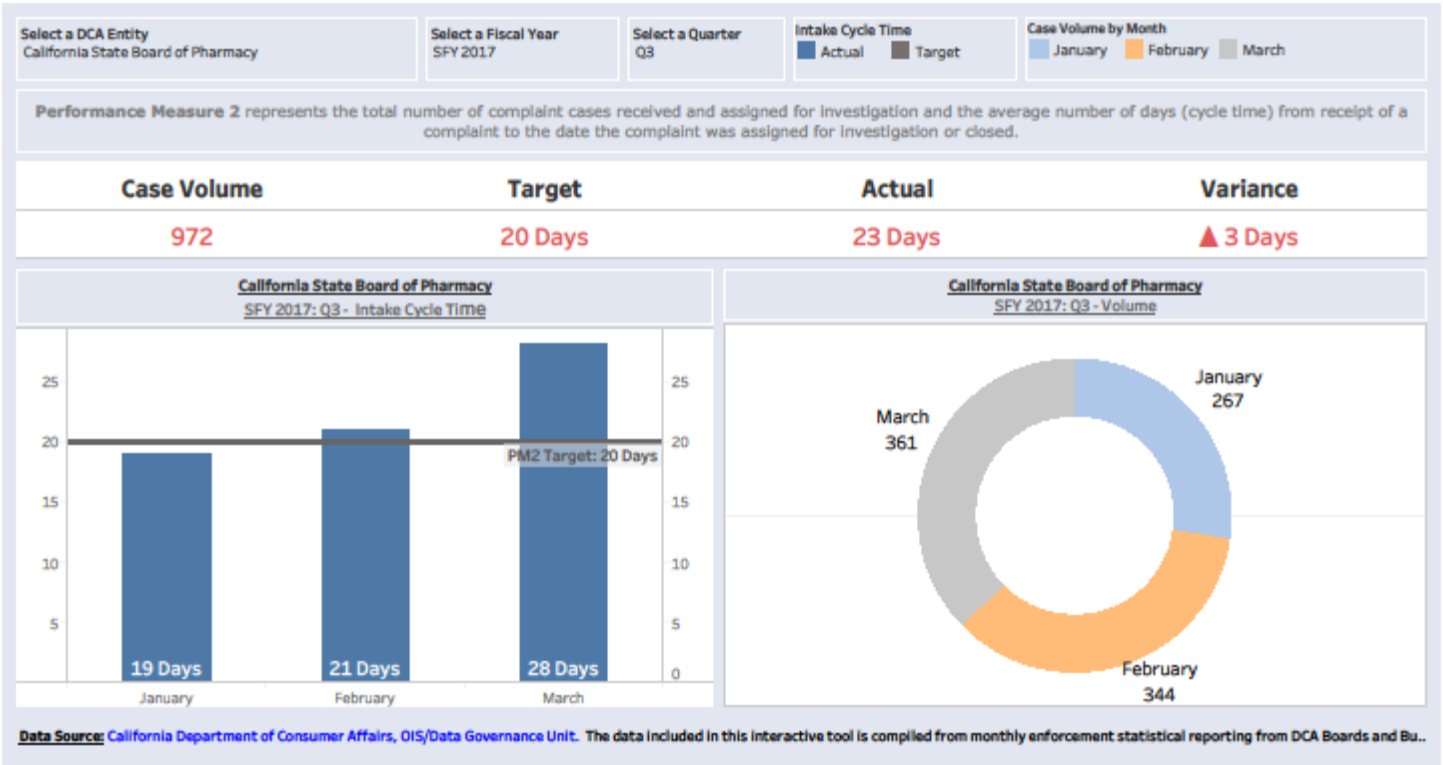 Select a DCA Entity
California State Board of Pharmacy
Select a Fiscal Year
SFY 2017
Select a Quarter
Q3
Intake Cycle Time
Actual Target
Case Volume by Month
January February March
Performance Measure 2 represents the total number of complaint cases received and assigned for investigation and the average number of days (cycle time) from receipt of a
complaint to the date the complaint was assigned for investigation or closed.
Case Volume Target Actual Variance
972 20 Days 23 Days ▲ 3 Days
California State Board of Pharmacy
SFY 2017: Q3 - Intake Cycle Time
25 25
20 20
PM2 Target: 20 Days
15 15
10 10
5 5
0
19 Days 21 Days 28 Days
January February March
California State Board of Pharmacy
SFY 2017: Q3 - Volume
January
267
March
361
February
344
Data Source: California Department of Consumer Affairs, OIS/Data Governance Unit. The data included in this interactive tool is compiled from monthly enforcement statistical reporting from DCA Boards and Bu..